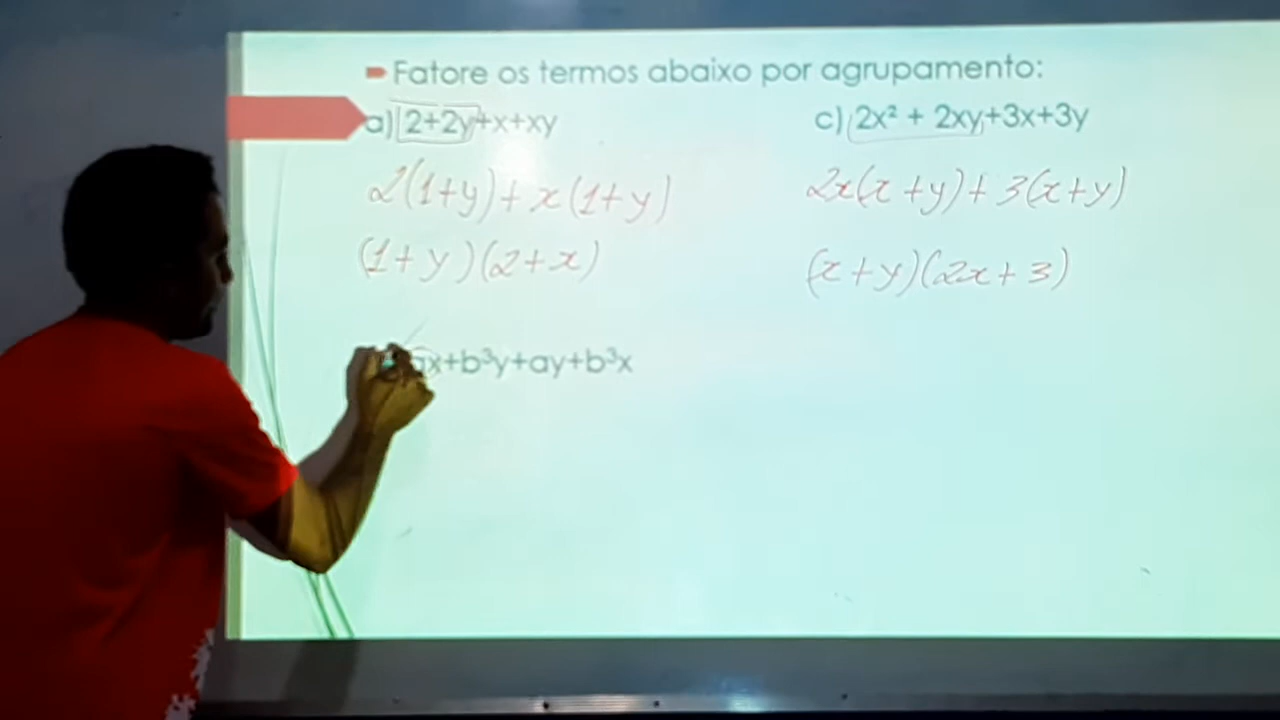 Fatore os termos abaixo por agrupamento:
a) 2+2y+x+xy
2(1+y)+x(1+y)
(1+y)(2+x)
c) 2x² + 2xy+3x+3y
2x(x+y)+3(x+y)
(x+y)(2x+3)
ax+b³y+ay+b³x